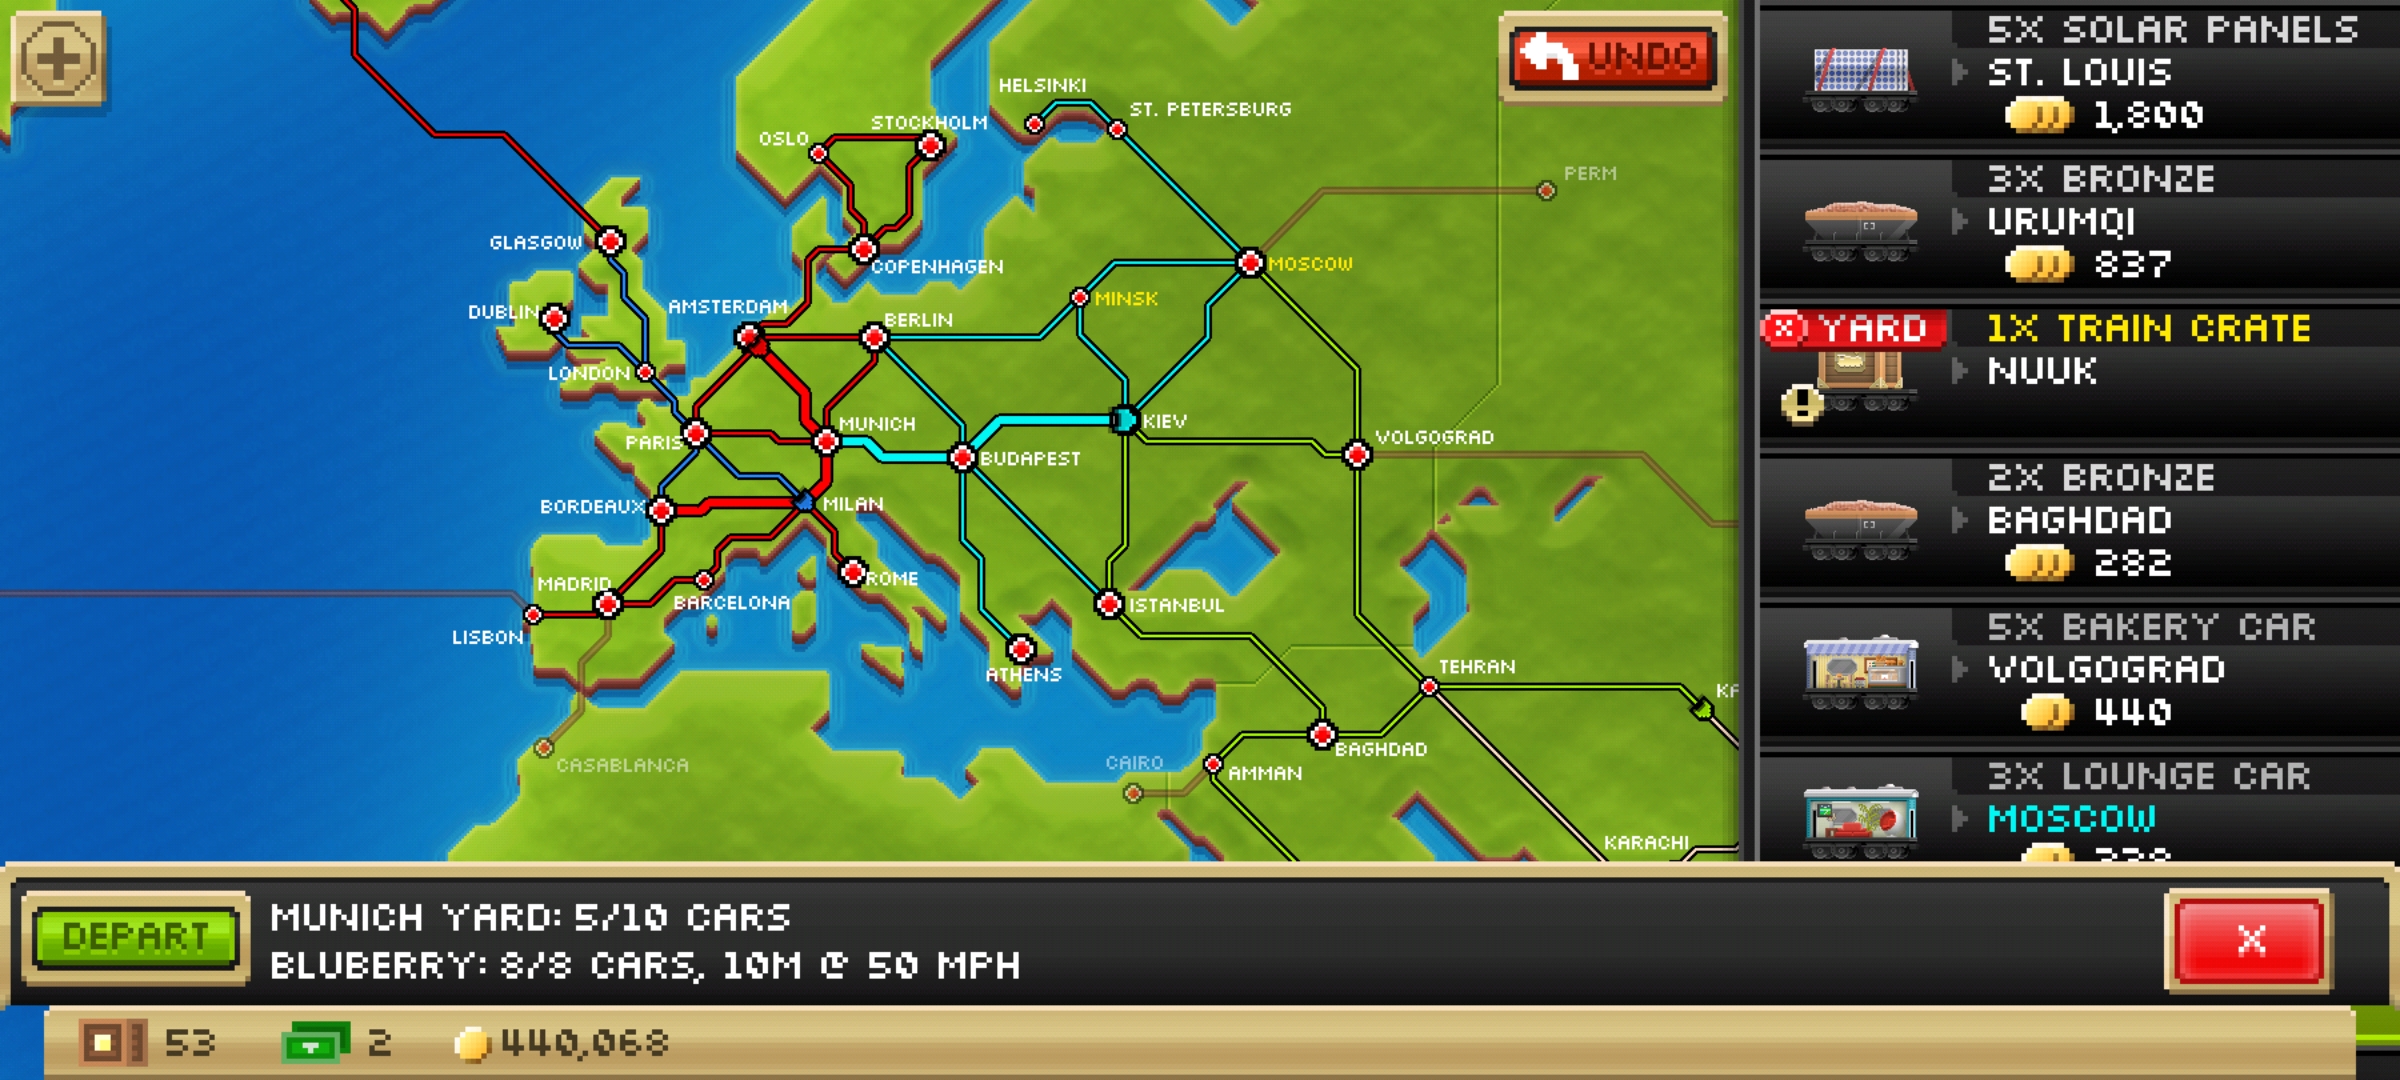 UNDO
HELSINKI
ST. PETERSBURG
STOCKHOLM
OSLO
PERM
GLASGOW
COPENHAGEN
MOSCOW
MINSK
DUBLIN
AMSTERDAM
BERLIN
LONDON
MUNICH
KIEV
PARIS
VOLGOGRAD
BUDAPEST
BORDEAUX
MILAN
MADRID
ROME
BARCELONA
ISTANBUL
LISBON
ATHENS
TEHRAN
KA
CASABLANCA
CAIRO
BAGHDAD
AMMAN
KARACHI
5X SOLAR PANELS
ST. LOUIS
1,800
3X BRONZE
URUMQI
837
X YARD
1X TRAIN CRATE
NUUK
2X BRONZE
BAGHDAD
282
5X BAKERY CAR
VOLGOGRAD
440
3X LOUNGE CAR
MOSCOW
DEPART
MUNICH YARD: 5/10 CARS
BLUBERRY: 8/8 CARS, 10M @ 50 MPH
X
53
2
440,068